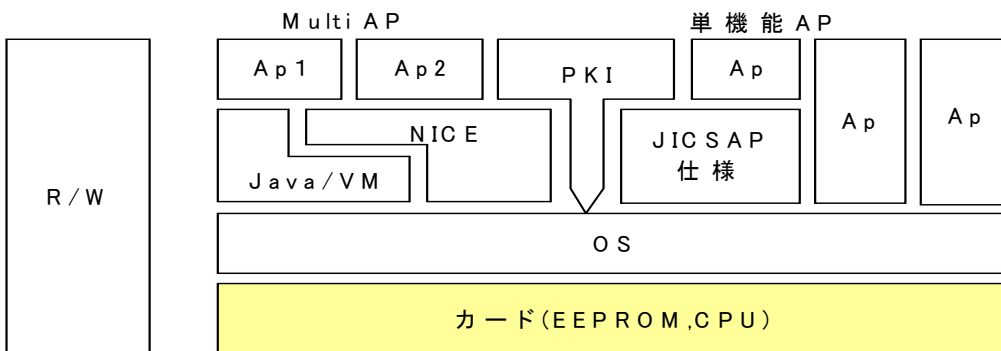 Multi AP
単機能AP
Ap1
Ap2
PKI
Ap
Ap
Ap
NICE
JICSAP
仕様
Java/VM
R/W
OS
カード(EEPROM,CPU)